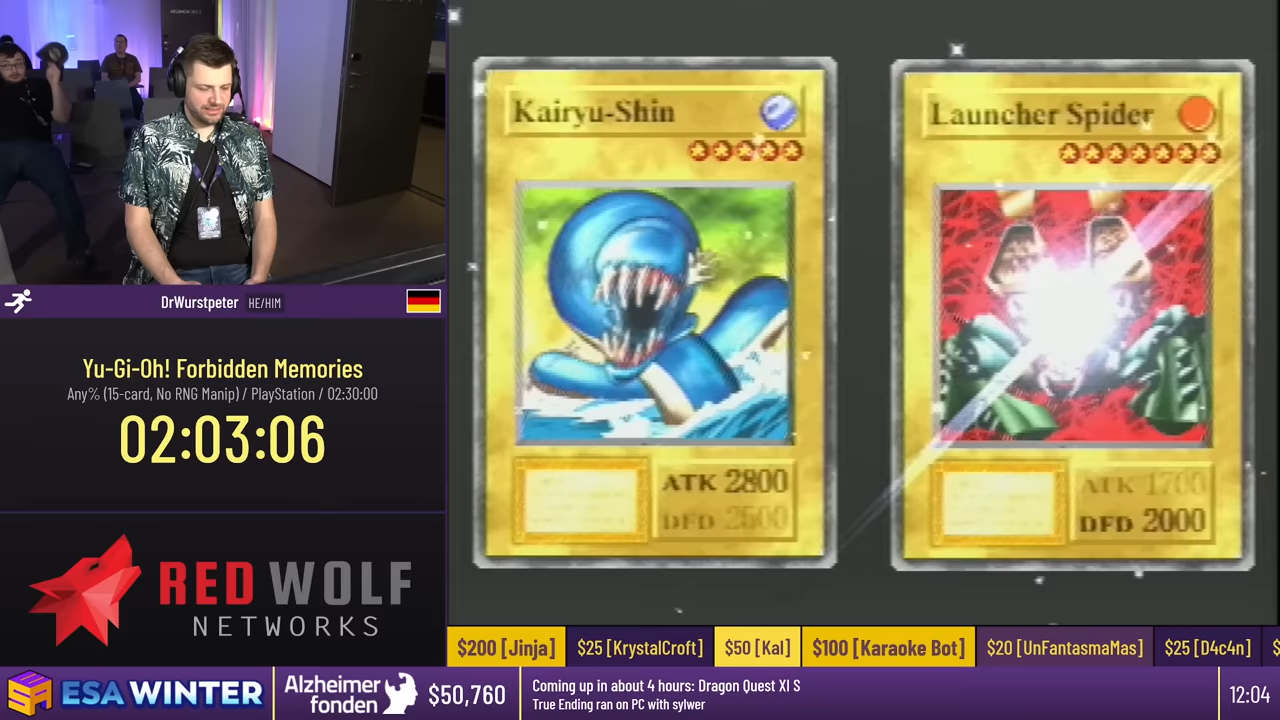 Kairyu-Shin
ATK 2800
DFD 2500
Launcher Spider
ATK 1700
DFD 2000
DrWurstpeter HE/HIM
Yu-Gi-Oh! Forbidden Memories
Any% (15-card, No RNG Manip) / PlayStation / 02:30:00
02:03:06
RED WOLF
NETWORKS
$200 [Jinja] $25 [KrystalCroft] $50 [Kal] $100 [Karaoke Bot] $20 [UnFantasmaMas] $25 [D4c4n] $
ESA WINTER
Alzheimer
fonden
$50,760
Coming up in about 4 hours: Dragon Quest XI S
True Ending ran on PC with sylwer
12:04